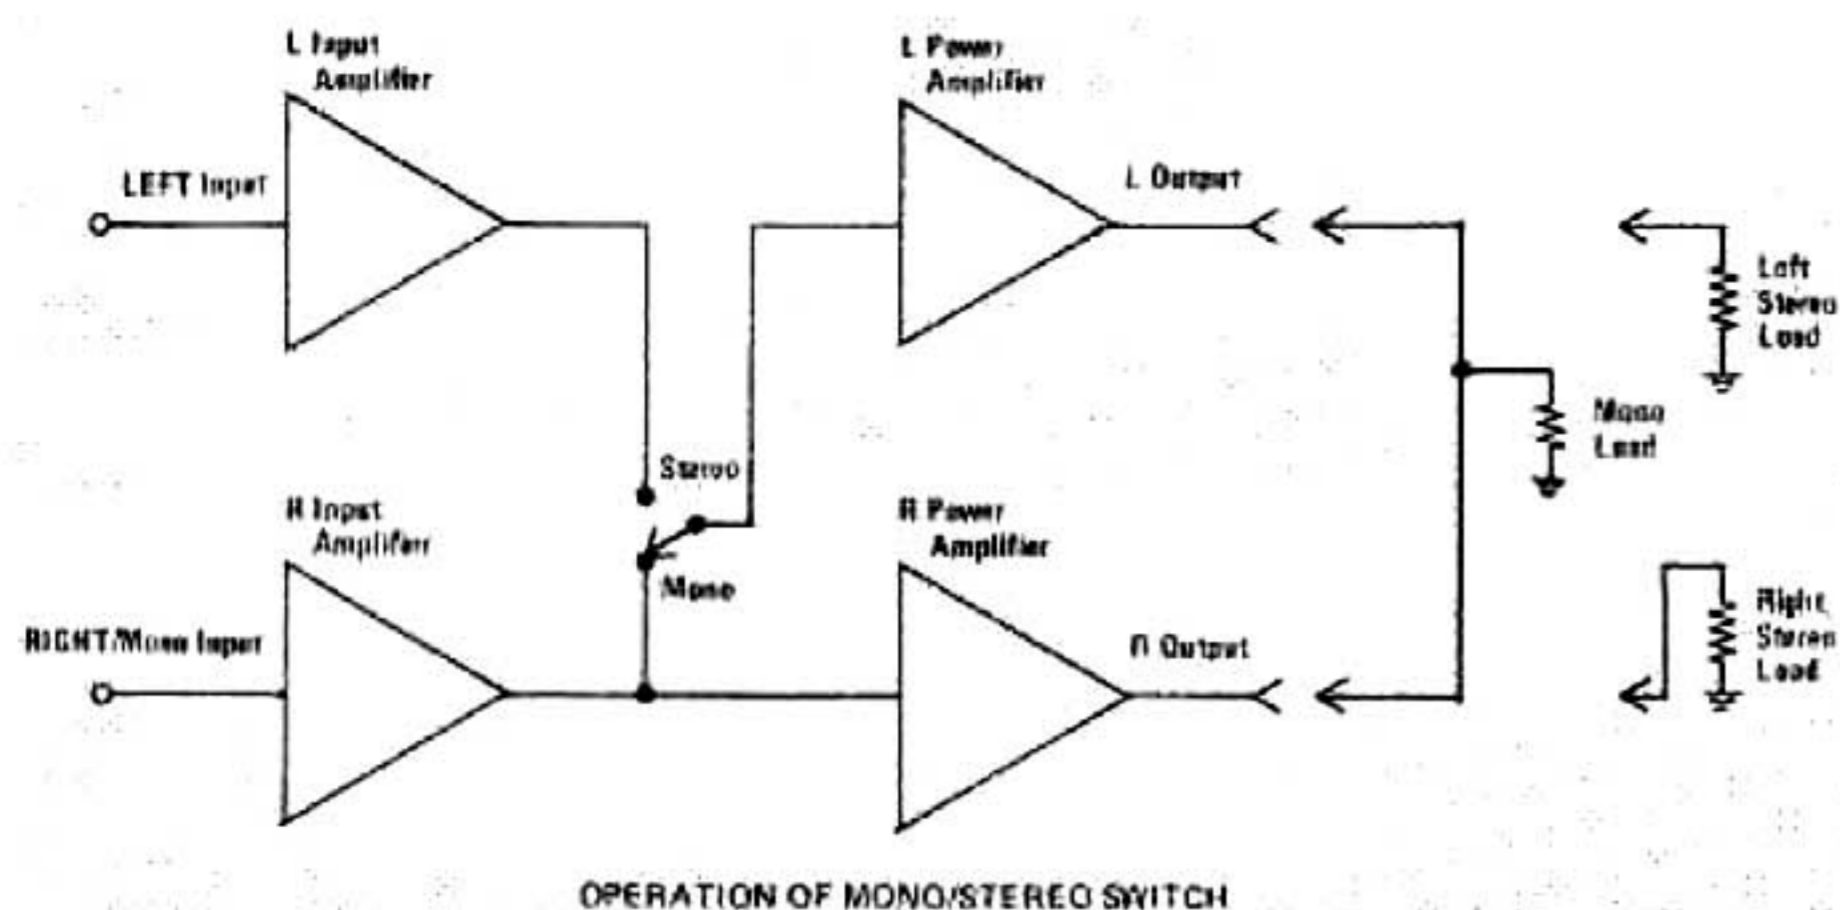 L Input
Amplifier
L Power
Amplifier
LEFT Input
L Output
Left
Stereo
Load
Mono
Load
Stereo
R Input
Amplifier
Mono
R Power
Amplifier
RIGHT/Mono Input
R Output
Right
Stereo
Load
OPERATION OF MONO/STEREO SWITCH